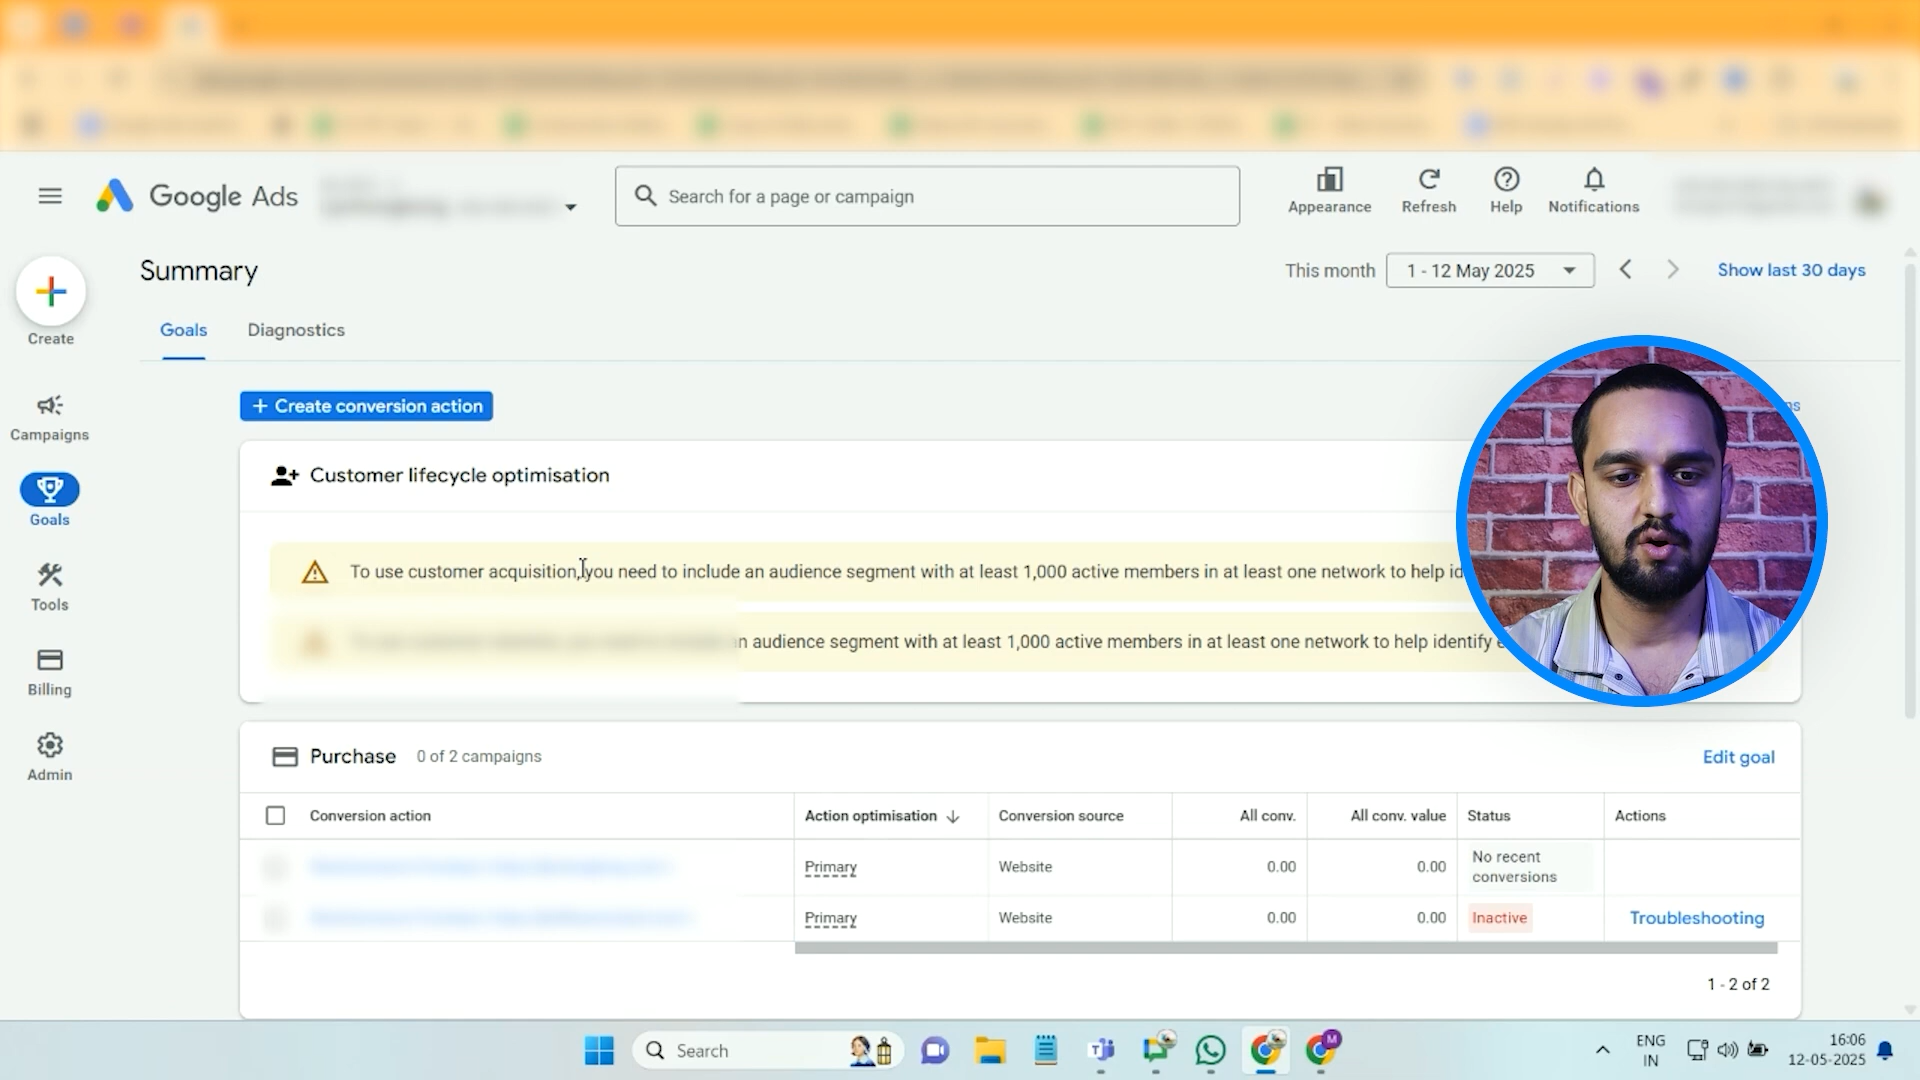 Google Ads
Search for a page or campaign
Appearance
Refresh
Help
Notifications
Create
Campaigns
Goals
Tools
Billing
Admin
Summary
This month
1 - 12 May 2025
Show last 30 days
Goals
Diagnostics
+ Create conversion action
Customer lifecycle optimisation
To use customer acquisition, you need to include an audience segment with at least 1,000 active members in at least one network to help
audience segment with at least 1,000 active members in at least one network to help identify
Purchase
0 of 2 campaigns
Edit goal
Conversion action
Action optimisation
Conversion source
All conv.
All conv. value
Status
Actions
Primary
Website
0.00
0.00
No recent
conversions
Primary
Website
0.00
0.00
Inactive
Troubleshooting
1 - 2 of 2
Search
M
ENG
IN
16:06
12-05-2025